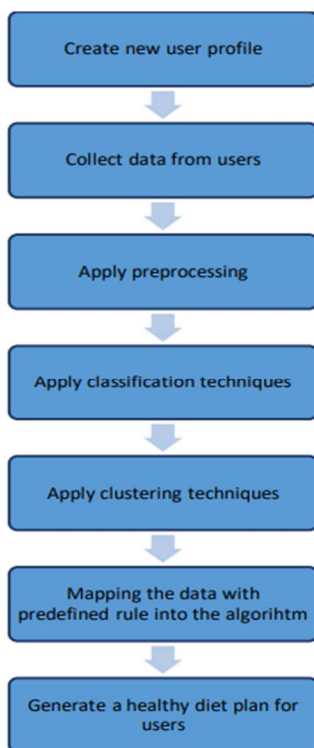 Create new user profile
Collect data from users
Apply preprocessing
Apply classification techniques
Apply clustering techniques
Mapping the data with
predefined rule into the algorihtm
Generate a healthy diet plan for
users